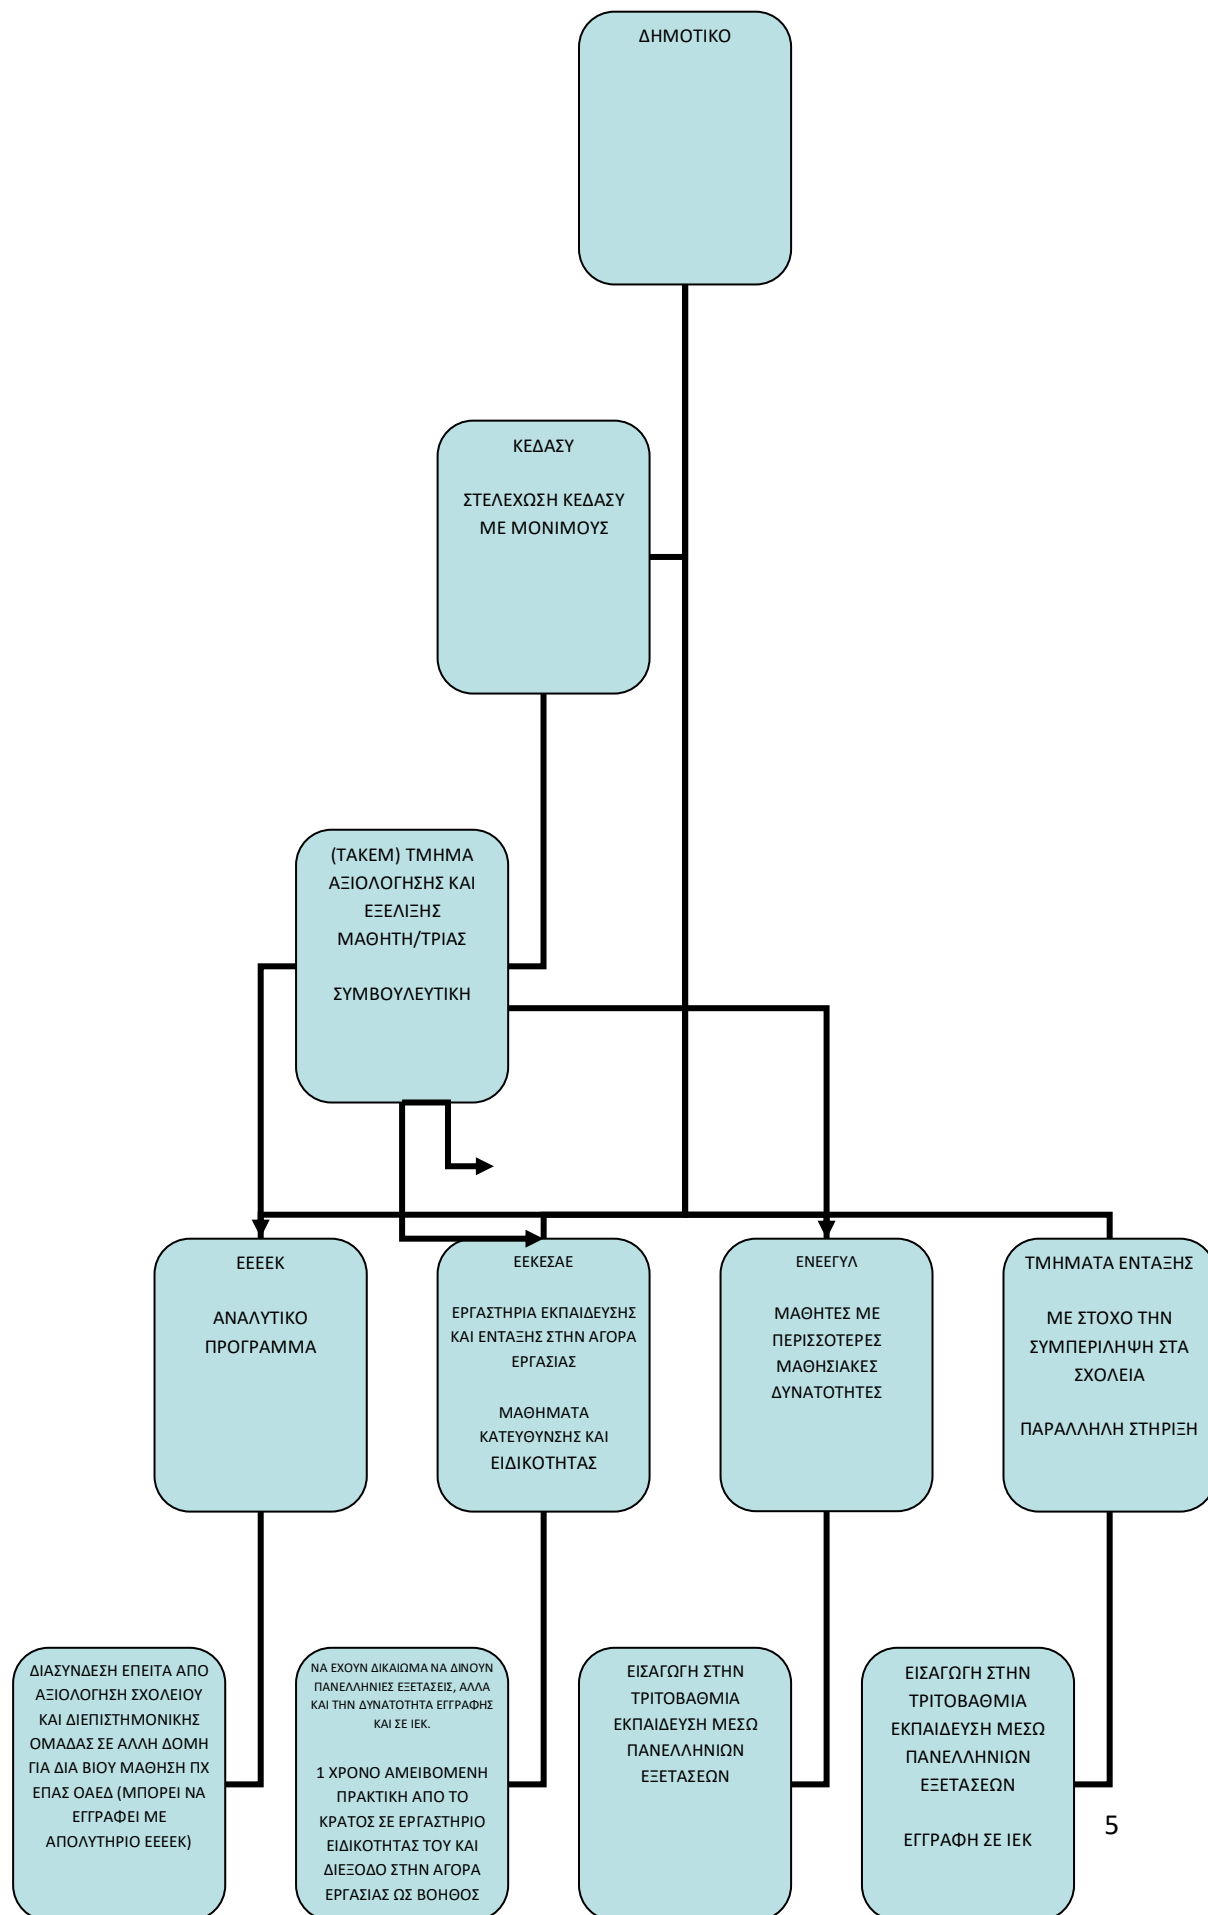 ΔΗΜΟΤΙΚΟ
ΚΕΔΑΣΥ
ΣΤΕΛΕΧΩΣΗ ΚΕΔΑΣΥ
ΜΕ ΜΟΝΙΜΟΥΣ
(ΤΑΚΕΜ) ΤΜΗΜΑ
ΑΞΙΟΛΟΓΗΣΗΣ ΚΑΙ
ΕΞΕΛΙΞΗΣ
ΜΑΘΗΤΗ/ΤΡΙΑΣ
ΣΥΜΒΟΥΛΕΥΤΙΚΗ
ΕΕΕΕΚ
ΑΝΑΛΥΤΙΚΟ
ΠΡΟΓΡΑΜΜΑ
ΕΕΚΕΣΑΕ
ΕΡΓΑΣΤΗΡΙΑ ΕΚΠΑΙΔΕΥΣΗΣ
ΚΑΙ ΕΝΤΑΞΗΣ ΣΤΗΝ ΑΓΟΡΑ
ΕΡΓΑΣΙΑΣ
ΜΑΘΗΜΑΤΑ
ΚΑΤΕΥΘΥΝΣΗΣ ΚΑΙ
ΕΙΔΙΚΟΤΗΤΑΣ
ΕΝΕΕΓΥΛ
ΜΑΘΗΤΕΣ ΜΕ
ΠΕΡΙΣΣΟΤΕΡΕΣ
ΜΑΘΗΣΙΑΚΕΣ
ΔΥΝΑΤΟΤΗΤΕΣ
ΤΜΗΜΑΤΑ ΕΝΤΑΞΗΣ
ΜΕ ΣΤΟΧΟ ΤΗΝ
ΣΥΜΠΕΡΙΛΗΨΗ ΣΤΑ
ΣΧΟΛΕΙΑ
ΠΑΡΑΛΛΗΛΗ ΣΤΗΡΙΞΗ
ΔΙΑΣΥΝΔΕΣΗ ΕΠΕΙΤΑ ΑΠΟ
ΑΞΙΟΛΟΓΗΣΗ ΣΧΟΛΕΙΟΥ
ΚΑΙ ΔΙΕΠΙΣΤΗΜΟΝΙΚΗΣ
ΟΜΑΔΑΣ ΣΕ ΑΛΛΗ ΔΟΜΗ
ΓΙΑ ΔΙΑ ΒΙΟΥ ΜΑΘΗΣΗ ΠΧ
ΕΠΑΣ ΟΑΕΔ (ΜΠΟΡΕΙ ΝΑ
ΕΓΓΡΑΦΕΙ ΜΕ
ΑΠΟΛΥΤΗΡΙΟ ΕΕΕΕΚ)
ΝΑ ΕΧΟΥΝ ΔΙΚΑΙΩΜΑ ΝΑ ΔΙΝΟΥΝ
ΠΑΝΕΛΛΗΝΙΕΣ ΕΞΕΤΑΣΕΙΣ, ΑΛΛΑ
ΚΑΙ ΤΗΝ ΔΥΝΑΤΟΤΗΤΑ ΕΓΓΡΑΦΗΣ
ΚΑΙ ΣΕ ΙΕΚ.
1 ΧΡΟΝΟ ΑΜΕΙΒΟΜΕΝΗ
ΠΡΑΚΤΙΚΗ ΑΠΟ ΤΟ
ΚΡΑΤΟΣ ΣΕ ΕΡΓΑΣΤΗΡΙΟ
ΕΙΔΙΚΟΤΗΤΑΣ ΤΟΥ ΚΑΙ
ΔΙΕΞΟΔΟ ΣΤΗΝ ΑΓΟΡΑ
ΕΡΓΑΣΙΑΣ ΩΣ ΒΟΗΘΟΣ
ΕΙΣΑΓΩΓΗ ΣΤΗΝ
ΤΡΙΤΟΒΑΘΜΙΑ
ΕΚΠΑΙΔΕΥΣΗ ΜΕΣΩ
ΠΑΝΕΛΛΗΝΙΩΝ
ΕΞΕΤΑΣΕΩΝ
ΕΙΣΑΓΩΓΗ ΣΤΗΝ
ΤΡΙΤΟΒΑΘΜΙΑ
ΕΚΠΑΙΔΕΥΣΗ ΜΕΣΩ
ΠΑΝΕΛΛΗΝΙΩΝ
ΕΞΕΤΑΣΕΩΝ
ΕΓΓΡΑΦΗ ΣΕ ΙΕΚ
5